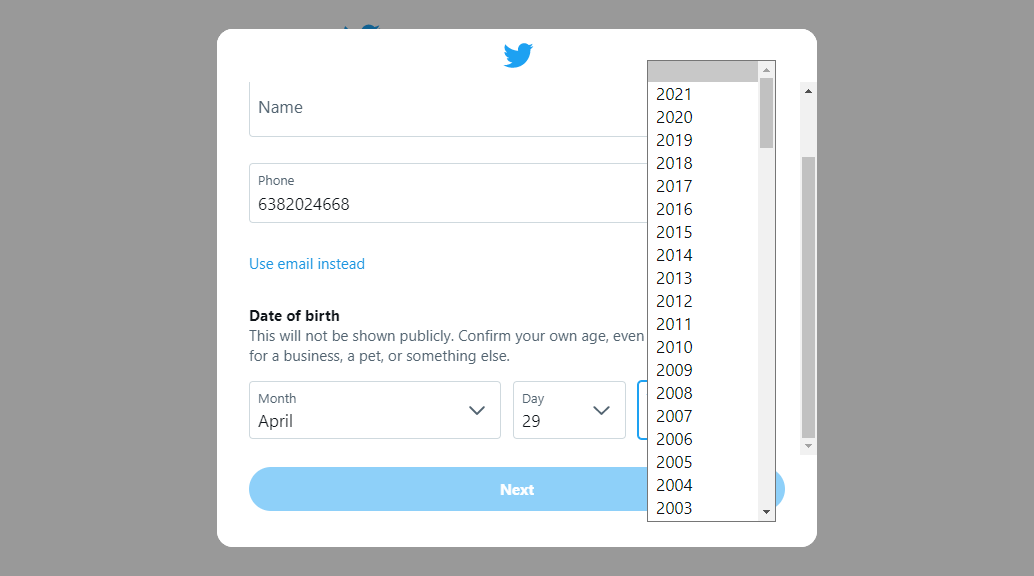 Name
Phone
6382024668
Use email instead
Date of birth
This will not be shown publicly. Confirm your own age, even
for a business, a pet, or something else.
Month
April
Day
29
Next
2021
2020
2019
2018
2017
2016
2015
2014
2013
2012
2011
2010
2009
2008
2007
2006
2005
2004
2003